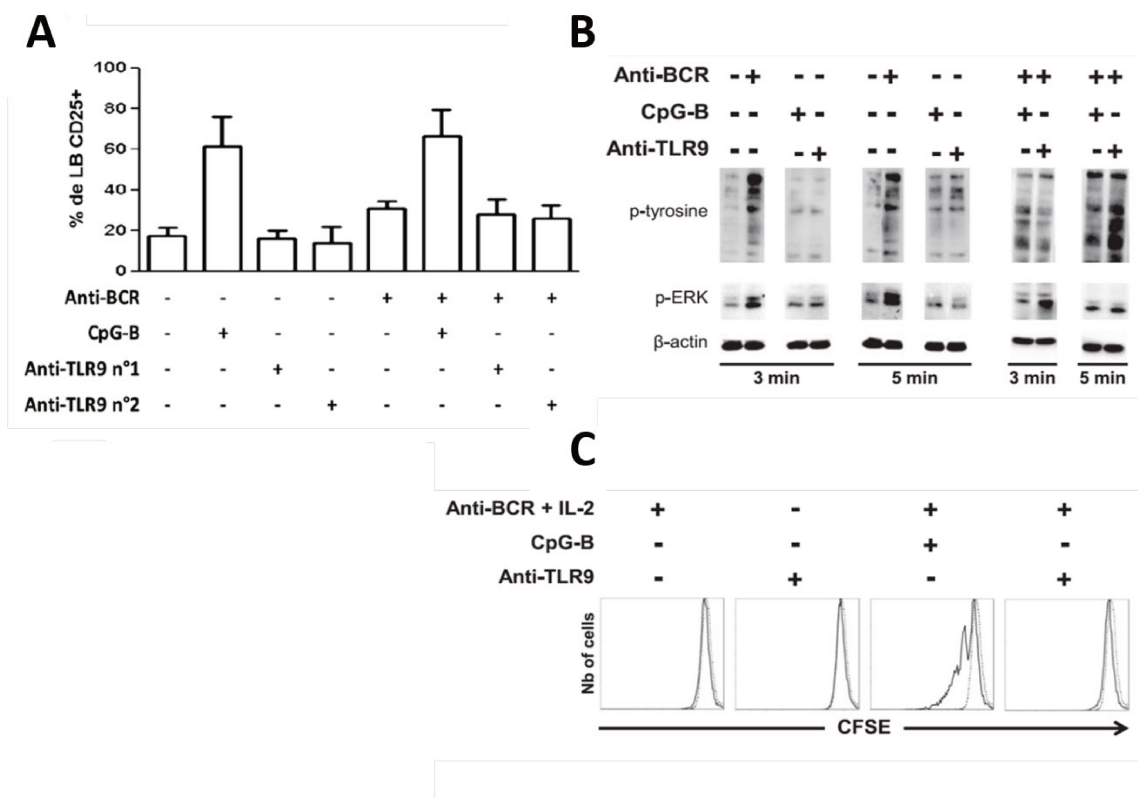 A
100
80
60
40
20
0
% de LB CD25+
Anti-BCR - - - - + + + +
CpG-B - + - - - + - -
Anti-TLR9 n°1 - - + - - - + -
Anti-TLR9 n°2 - - - + - - - +
B
Anti-BCR - + - - - + - - + + + +
CpG-B - - + - - - + - + - + -
Anti-TLR9 - - - + - - - + - + - +
p-tyrosine
p-ERK
β-actin
3 min 5 min 3 min 5 min
C
Anti-BCR + IL-2 + - + +
CpG-B - - + -
Anti-TLR9 - + - +
Nb of cells
CFSE